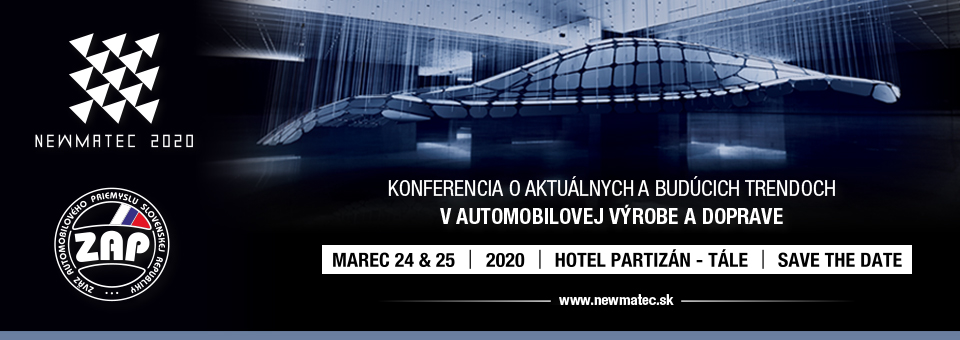 NEWMATEC 2020
ZVÄZ AUTOMOBILOVÉHO PRIEMYSLU SLOVENSKEJ REPUBLIKY
ZAP
KONFERENCIA O AKTUÁLNYCH A BUDÚCICH TRENDOCH
V AUTOMOBILOVEJ VÝROBE A DOPRAVE
MAREC 24 & 25 | 2020 | HOTEL PARTIZÁN - TÁLE | SAVE THE DATE
www.newmatec.sk